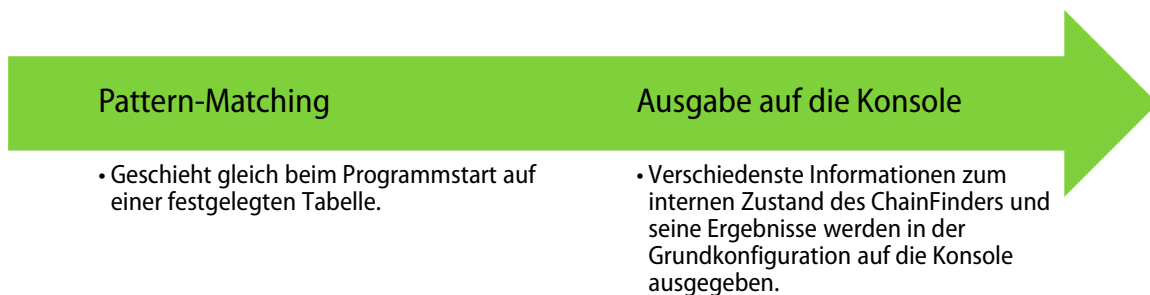 Pattern-Matching
• Geschieht gleich beim Programmstart auf
einer festgelegten Tabelle.
Ausgabe auf die Konsole
• Verschiedenste Informationen zum
internen Zustand des ChainFinders und
seine Ergebnisse werden in der
Grundkonfiguration auf die Konsole
ausgegeben.